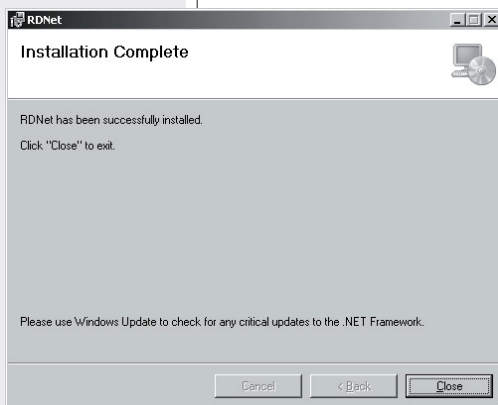 RDNet
Installation Complete
RDNet has been successfully installed.
Click "Close" to exit.
Please use Windows Update to check for any critical updates to the .NET Framework.
Cancel
< Back
Close